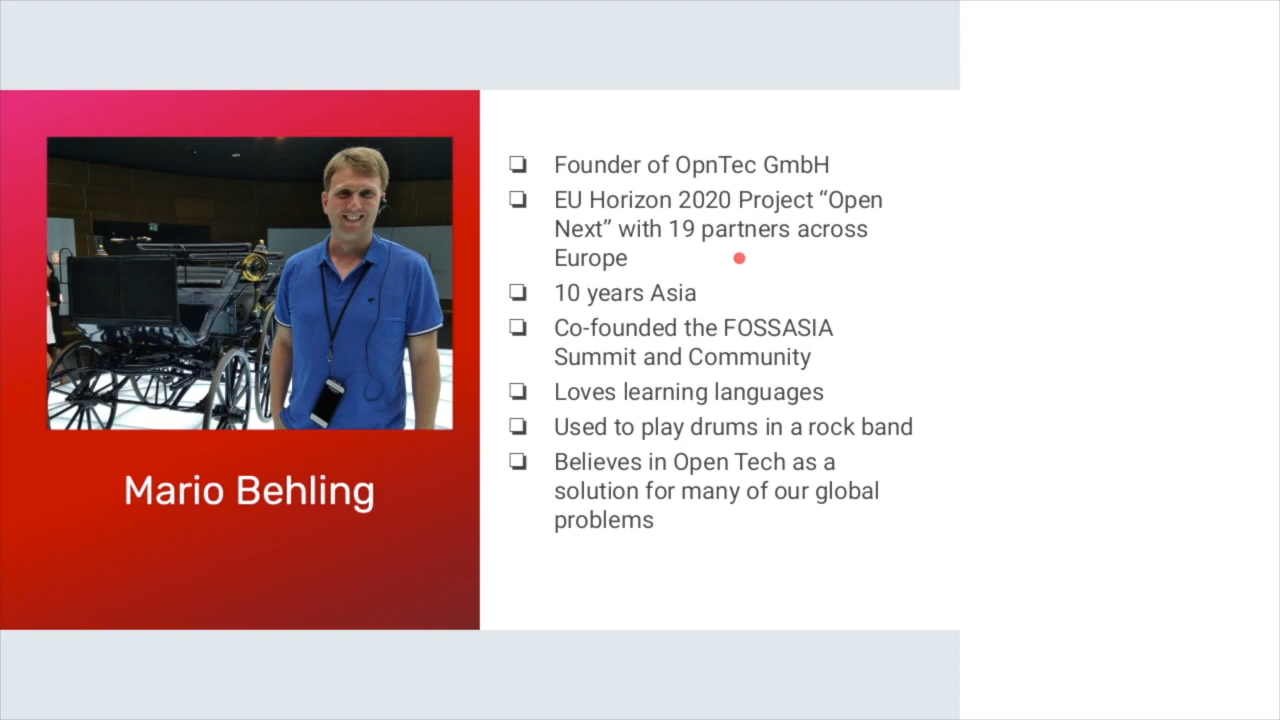 Founder of OpnTec GmbH
EU Horizon 2020 Project “Open
Next” with 19 partners across
Europe
10 years Asia
Co-founded the FOSSASIA
Summit and Community
Loves learning languages
Used to play drums in a rock band
Believes in Open Tech as a
solution for many of our global
problems
Mario Behling